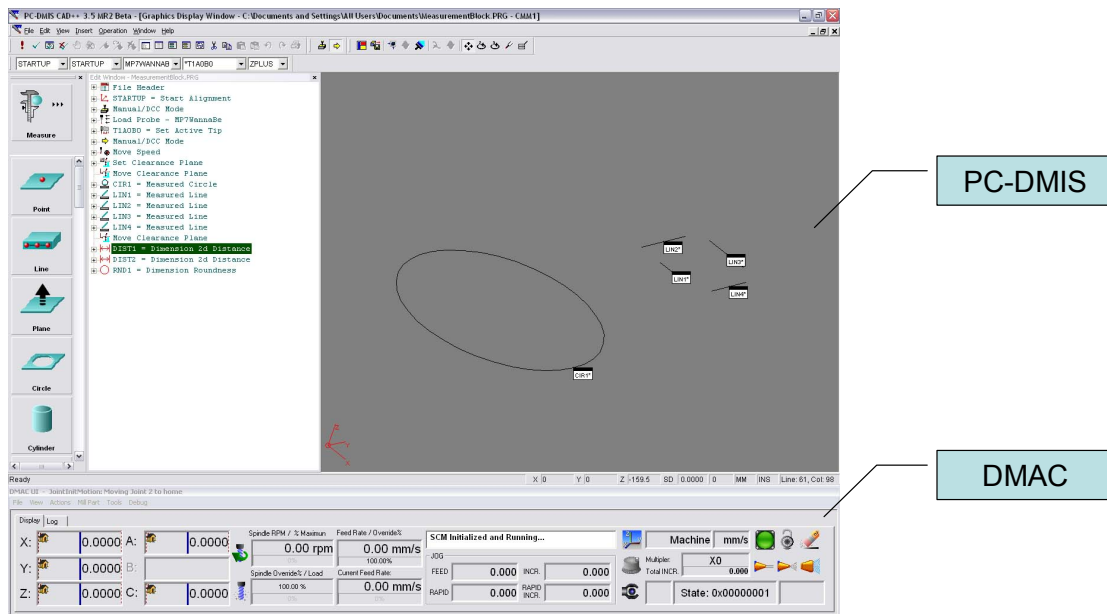 PC-DMIS CAD++ 3.5 MR2 Beta - [Graphics Display Window - C:\Documents and Settings\All Users\Documents\MeasurementBlock.PRG - CMM1]
File Edit View Insert Operation Window Help
STARTUP STARTUP MP7WANNAB *T1A0B0 ZPLUS
Edit Window - MeasurementBlock.PRG
File Header
STARTUP = Start Alignment
Manual/DCC Mode
Load Probe - MP7WannaBe
T1A0B0 = Set Active Tip
Manual/DCC Mode
Move Speed
Set Clearance Plane
Move Clearance Plane
CIR1 = Measured Circle
LIN1 = Measured Line
LIN2 = Measured Line
LIN3 = Measured Line
LIN4 = Measured Line
Move Clearance Plane
DIST1 = Dimension 2d Distance
DIST2 = Dimension 2d Distance
RND1 = Dimension Roundness
Measure
Point
Line
Plane
Circle
Cylinder
LIN2*
LIN3*
LIN1*
LIN4*
CIR1*
PC-DMIS
DMAC
Ready
X 0 Y 0 Z -159.5 SD 0.0000 0 MM INS Line: 61, Col: 98
DMAC UI - JointInitMotion: Moving Joint 2 to home
File View Actions Mill Part Tools Debug
Display Log
X: 0.0000 A: 0.0000
Y: 0.0000 B:
Z: 0.0000 C: 0.0000
Spindle RPM / % Maximun
0.00 rpm
0%
Spindle Override% / Load
100.00 %
0%
Feed Rate / Override%
0.00 mm/s
100.00%
Current Feed Rate:
0.00 mm/s
0%
SCM Initialized and Running...
JOG
FEED 0.000 INCR. 0.000
RAPID 0.000 RAPID INCR. 0.000
Machine mm/s
Multiplier: X0
Total INCR. 0.000
State: 0x00000001